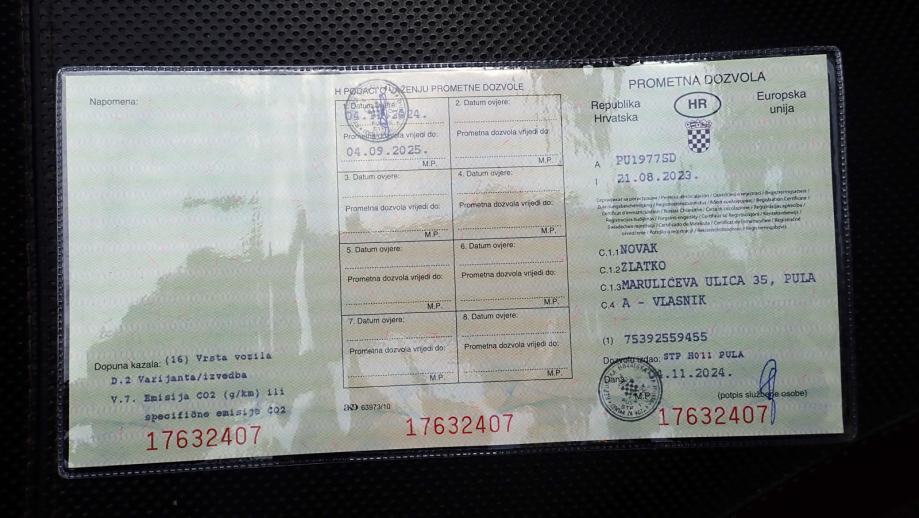 Napomena:
Dopuna kazala: (16) Vrsta vozila
D.2 Varijanta/izvedba
V.7. Emisija CO2 (g/km) ili
specifične emisije CO2
17632407
H PODACI O VAŽENJU PROMETNE DOZVOLE
1. Datum ovjere:
Prometna dozvola vrijedi do:
04.09.2025.
M.P.
2. Datum ovjere:
Prometna dozvola vrijedi do:
M.P.
3. Datum ovjere:
Prometna dozvola vrijedi do:
M.P.
4. Datum ovjere:
Prometna dozvola vrijedi do:
M.P.
5. Datum ovjere:
Prometna dozvola vrijedi do:
M.P.
6. Datum ovjere:
Prometna dozvola vrijedi do:
M.P.
7. Datum ovjere:
Prometna dozvola vrijedi do:
M.P.
8. Datum ovjere:
Prometna dozvola vrijedi do:
M.P.
63973/10
17632407
PROMETNA DOZVOLA
Republika
Hrvatska
HR
Europska
unija
A PU1977SD
I 21.08.2023.
C.1.1 NOVAK
C.1.2 ZLATKO
C.1.3 MARULIĆEVA ULICA 35, PULA
C.4 A - VLASNIK
(1) 75392559455
Dozvolu izdao: STP H011 PULA
Dana 11.2024.
M.P. (potpis službene osobe)
17632407